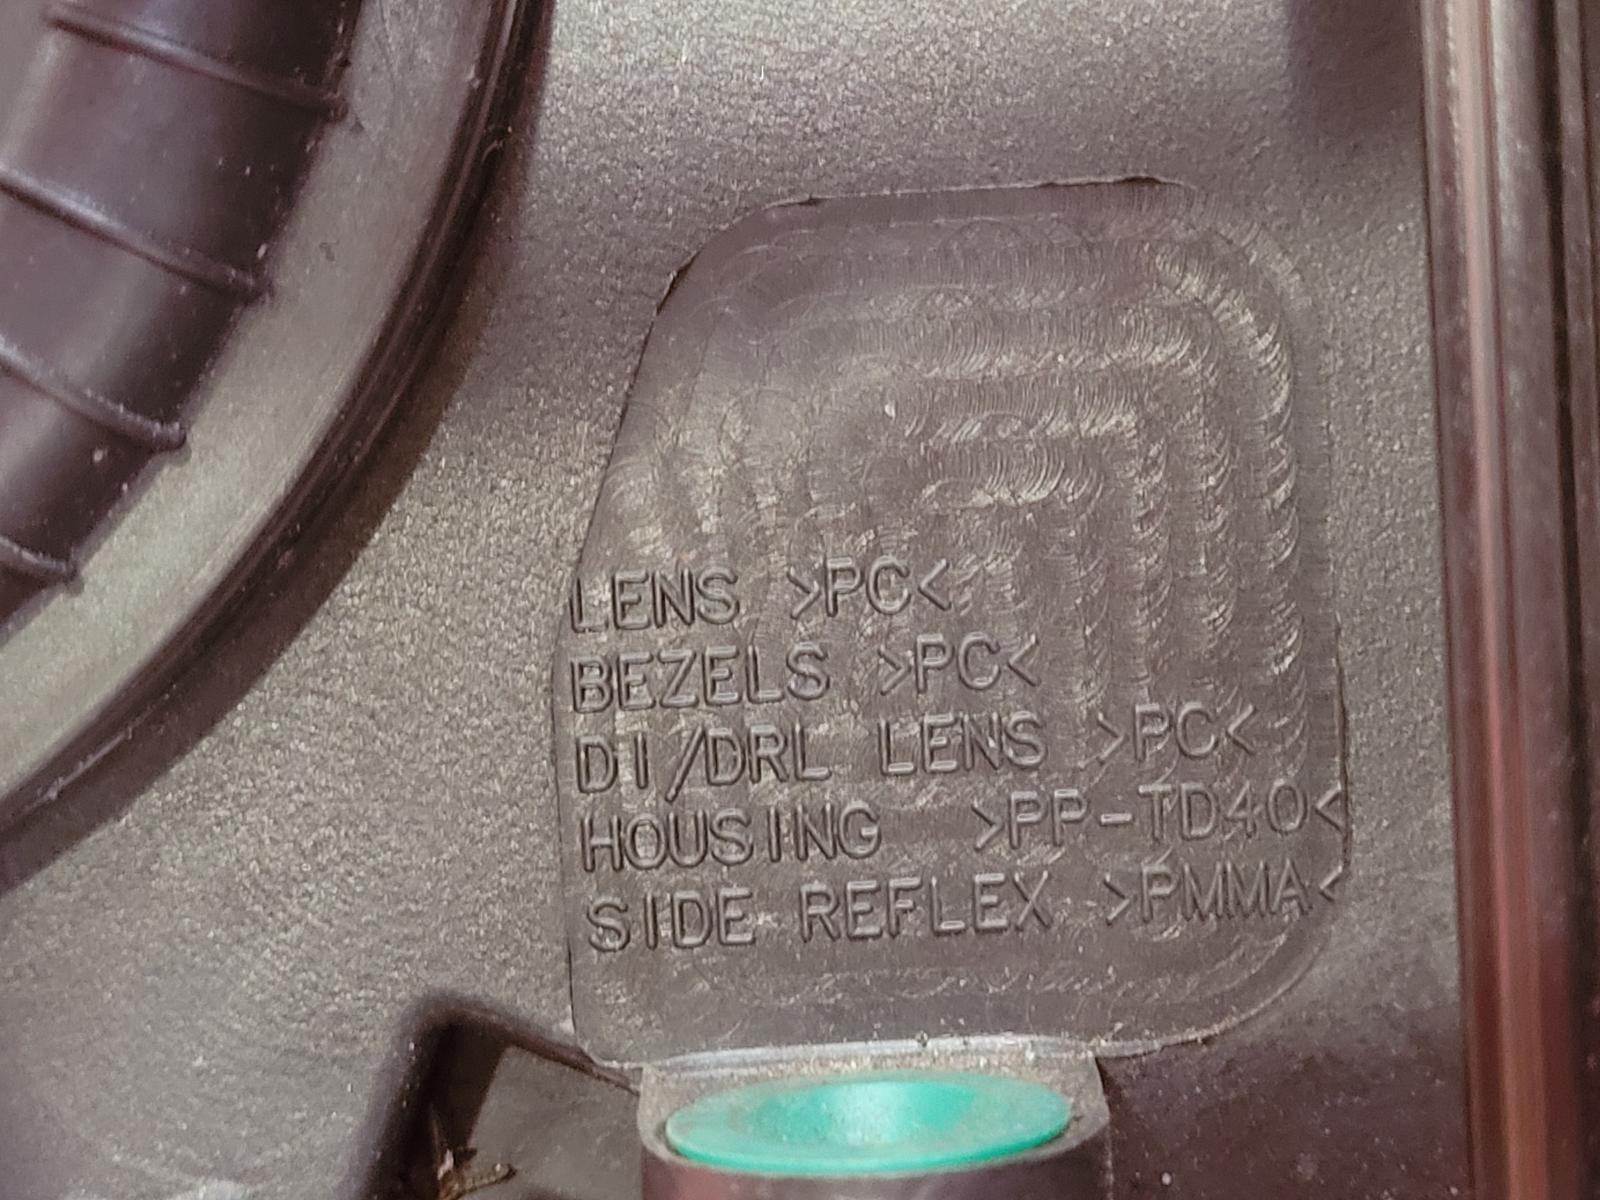 LENS >PC<
BEZELS >PC<
DI/DRL LENS >PC<
HOUSING >PP-TD40<
SIDE REFLEX >PMMA<